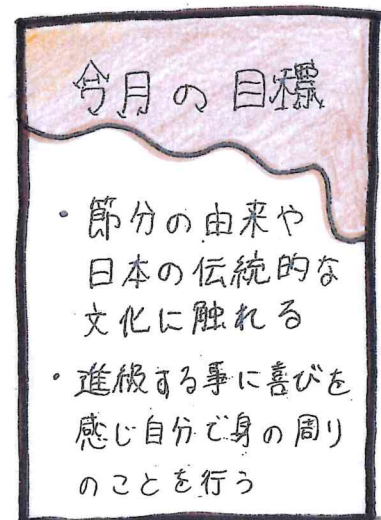 今月の目標
・節分の由来や
日本の伝統的な
文化に触れる
・進級する事に喜びを
感じ自分で身の周り
のことを行う